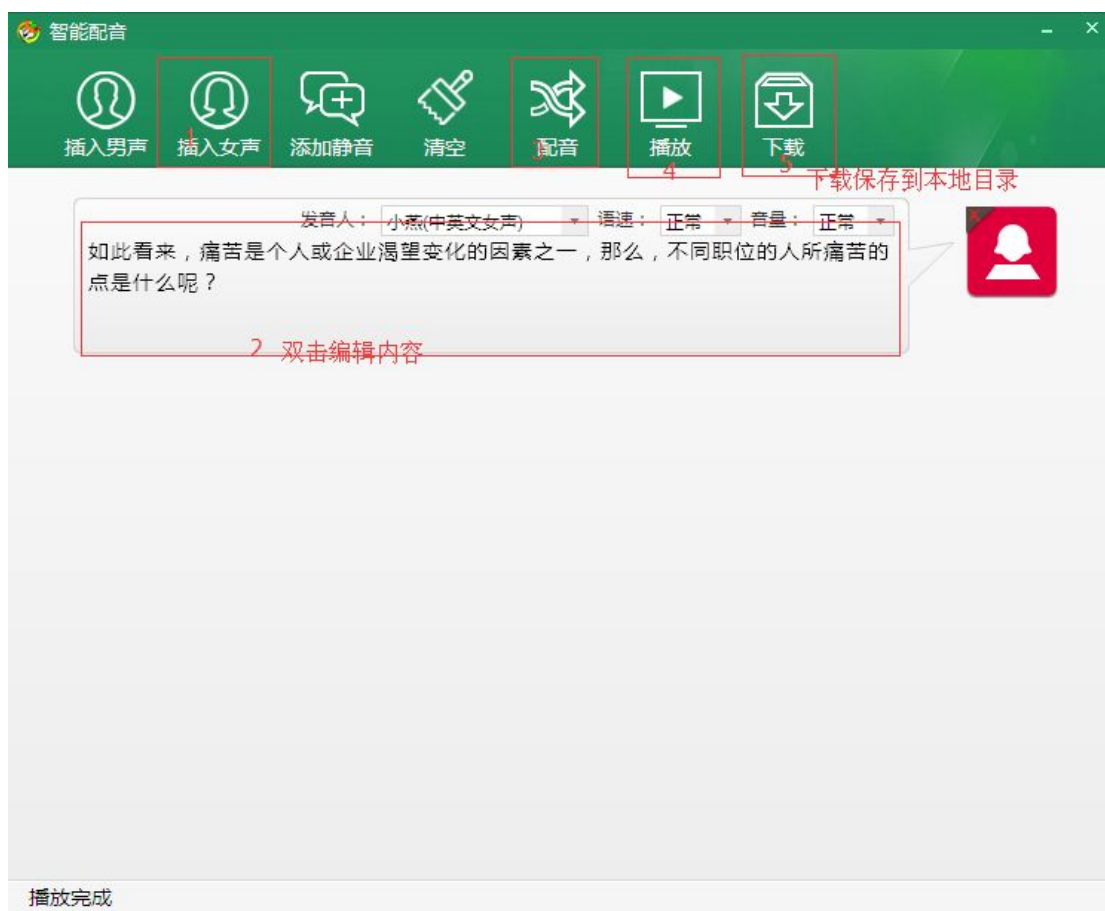 智能配音
插入男声 插入女声 添加静音 清空 配音 播放 下载
1 3 4 5
下载保存到本地目录
发音人： 小燕(中英文女声) 语速： 正常 音量： 正常
如此看来，痛苦是个人或企业渴望变化的因素之一，那么，不同职位的人所痛苦的
点是什么呢？
2 双击编辑内容
播放完成